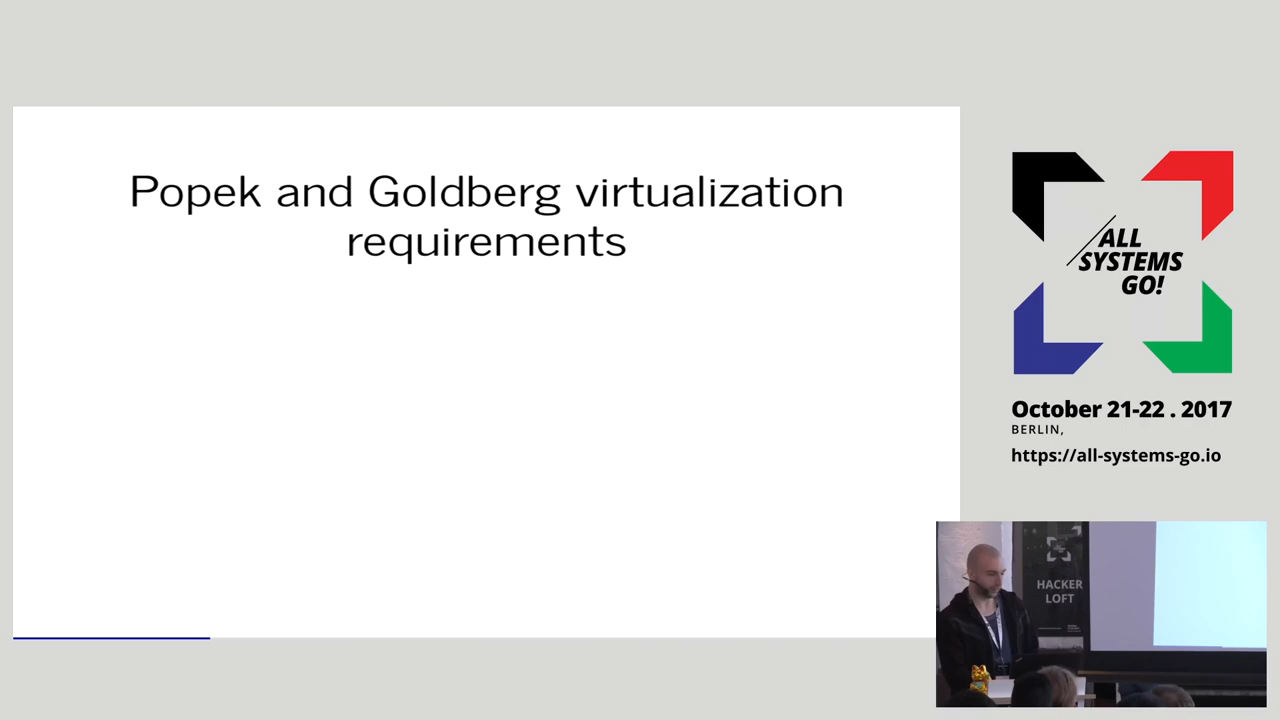 Popek and Goldberg virtualization
requirements
ALL
SYSTEMS
GO!
October 21-22 . 2017
BERLIN,
https://all-systems-go.io
HACKER
LOFT